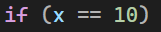 if (x == 10)